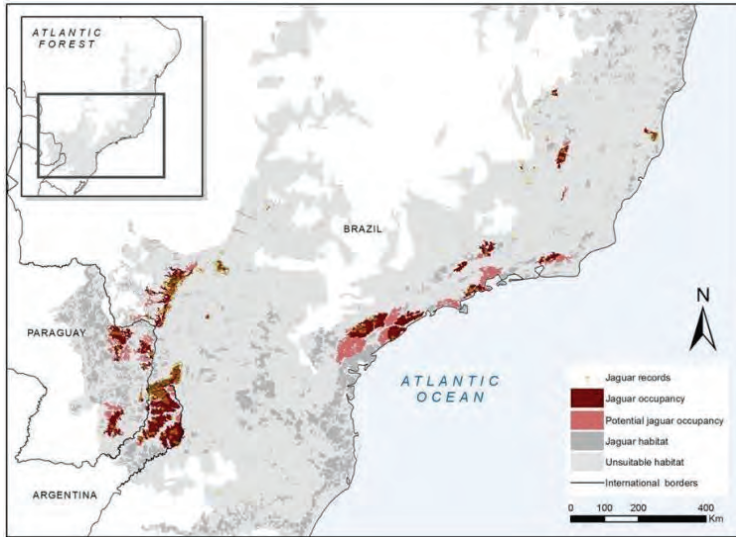 ATLANTIC
FOREST
BRAZIL
PARAGUAY
ARGENTINA
ATLANTIC
OCEAN
N
Jaguar records
Jaguar occupancy
Potential jaguar occupancy
Jaguar habitat
Unsuitable habitat
International borders
0 100 200 400
Km